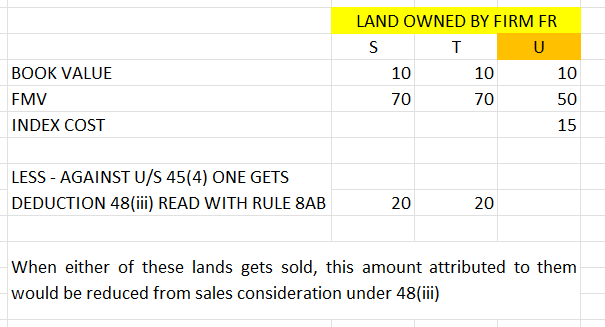 LAND OWNED BY FIRM FR
S T U
BOOK VALUE 10 10 10
FMV 70 70 50
INDEX COST 15
LESS - AGAINST U/S 45(4) ONE GETS
DEDUCTION 48(iii) READ WITH RULE 8AB 20 20
When either of these lands gets sold, this amount attributed to them
would be reduced from sales consideration under 48(iii)